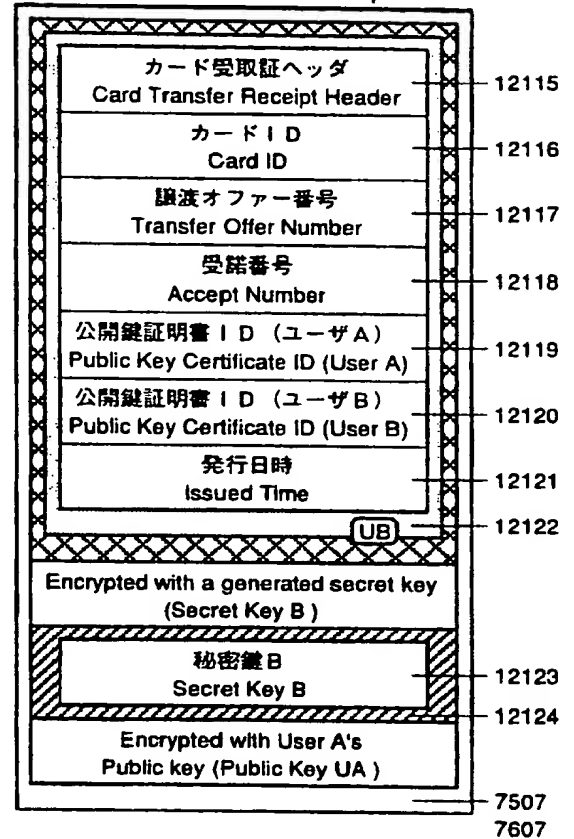 カード受取証ヘッダ
Card Transfer Receipt Header
12115
カードID
Card ID
12116
譲渡オファー番号
Transfer Offer Number
12117
受諾番号
Accept Number
12118
公開鍵証明書ID（ユーザA）
Public Key Certificate ID (User A)
12119
公開鍵証明書ID（ユーザB）
Public Key Certificate ID (User B)
12120
発行日時
Issued Time
12121
UB
12122
Encrypted with a generated secret key
(Secret Key B )
秘密鍵B
Secret Key B
12123
12124
Encrypted with User A's
Public key (Public Key UA )
7507
7607